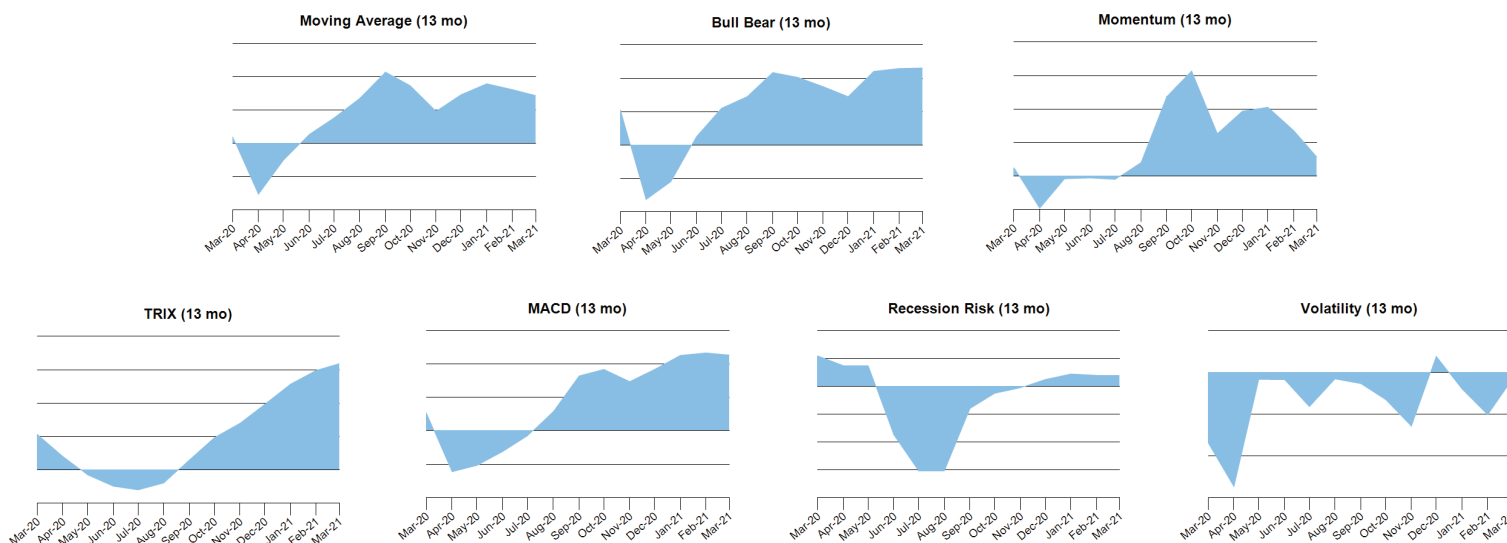 Moving Average (13 mo)
Mar-20
Apr-20
May-20
Jun-20
Jul-20
Aug-20
Sep-20
Oct-20
Nov-20
Dec-20
Jan-21
Feb-21
Mar-21
Bull Bear (13 mo)
Mar-20
Apr-20
May-20
Jun-20
Jul-20
Aug-20
Sep-20
Oct-20
Nov-20
Dec-20
Jan-21
Feb-21
Mar-21
Momentum (13 mo)
Mar-20
Apr-20
May-20
Jun-20
Jul-20
Aug-20
Sep-20
Oct-20
Nov-20
Dec-20
Jan-21
Feb-21
Mar-21
TRIX (13 mo)
Mar-20
Apr-20
May-20
Jun-20
Jul-20
Aug-20
Sep-20
Oct-20
Nov-20
Dec-20
Jan-21
Feb-21
Mar-21
MACD (13 mo)
Mar-20
Apr-20
May-20
Jun-20
Jul-20
Aug-20
Sep-20
Oct-20
Nov-20
Dec-20
Jan-21
Feb-21
Mar-21
Recession Risk (13 mo)
Mar-20
Apr-20
May-20
Jun-20
Jul-20
Aug-20
Sep-20
Oct-20
Nov-20
Dec-20
Jan-21
Feb-21
Mar-21
Volatility (13 mo)
Mar-20
Apr-20
May-20
Jun-20
Jul-20
Aug-20
Sep-20
Oct-20
Nov-20
Dec-20
Jan-21
Feb-21